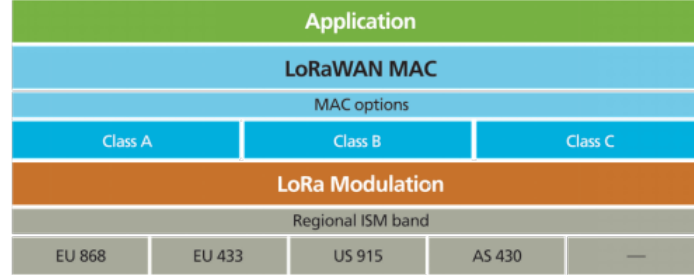 Application
LoRaWAN MAC
MAC options
Class A Class B Class C
LoRa Modulation
Regional ISM band
EU 868 EU 433 US 915 AS 430 —